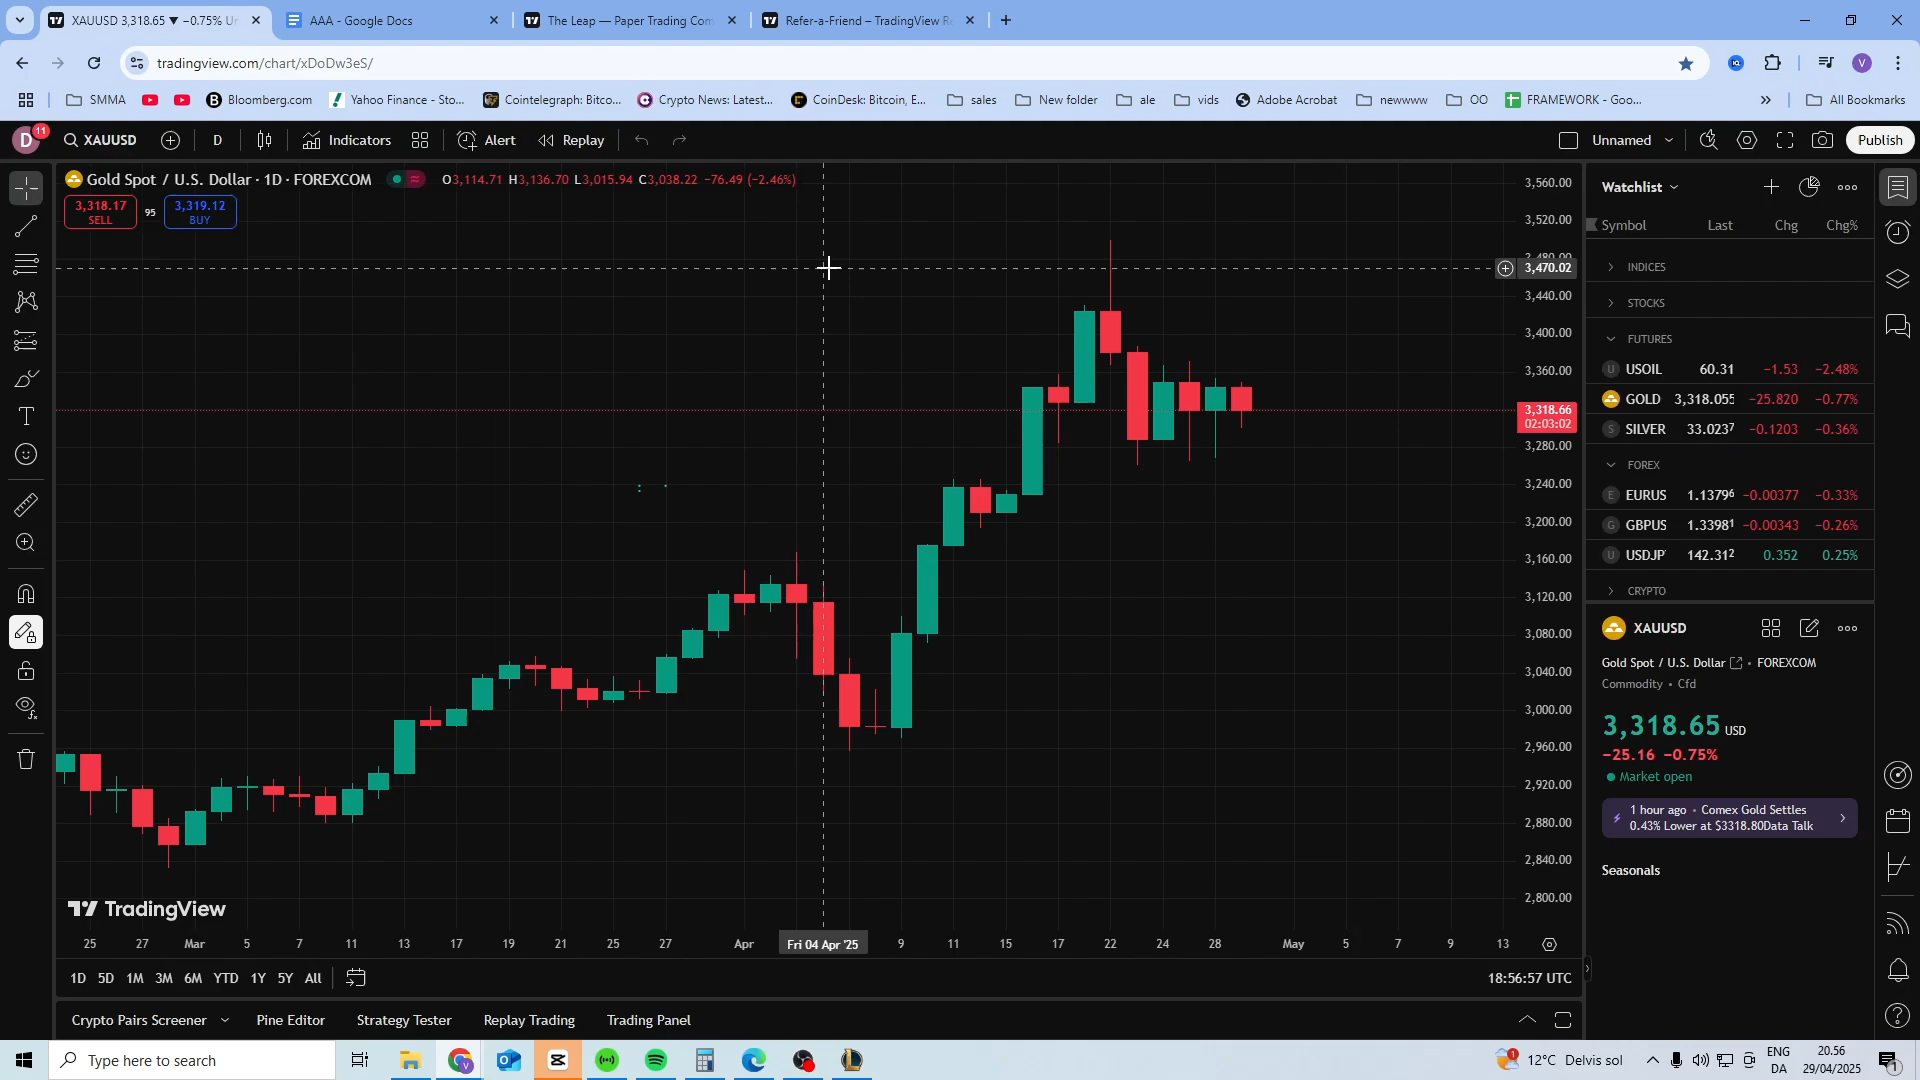 XAUUSD 3,318.65 ▼ −0.75% Un
AAA - Google Docs
The Leap — Paper Trading Com
Refer-a-Friend – TradingView R
tradingview.com/chart/xDoDw3eS/
SMMA
Bloomberg.com
Yahoo Finance - Sto...
Cointelegraph: Bitco...
Crypto News: Latest...
CoinDesk: Bitcoin, E...
sales
New folder
ale
vids
Adobe Acrobat
newwww
OO
FRAMEWORK - Goo...
All Bookmarks
D 11
XAUUSD
D
Indicators
Alert
Replay
Unnamed
Publish
Gold Spot / U.S. Dollar · 1D · FOREXCOM
O3,114.71 H3,136.70 L3,015.94 C3,038.22 −76.49 (−2.46%)
3,318.17
SELL
95
3,319.12
BUY
3,560.00
3,520.00
3,480.00
3,470.02
3,440.00
3,400.00
3,360.00
3,318.66
02:03:02
3,280.00
3,240.00
3,200.00
3,160.00
3,120.00
3,080.00
3,040.00
3,000.00
2,960.00
2,920.00
2,880.00
2,840.00
2,800.00
TradingView
25 27 Mar 5 7 11 13 17 19 21 25 27 Apr Fri 04 Apr '25 9 11 15 17 22 24 28 May 5 7 9 13
1D 5D 1M 3M 6M YTD 1Y 5Y All
18:56:57 UTC
Crypto Pairs Screener
Pine Editor
Strategy Tester
Replay Trading
Trading Panel
Watchlist
Symbol Last Chg Chg%
INDICES
STOCKS
FUTURES
U USOIL 60.31 −1.53 −2.48%
GOLD 3,318.055 −25.820 −0.77%
S SILVER 33.0237 −0.1203 −0.36%
FOREX
E EURUS 1.13796 −0.00377 −0.33%
G GBPUS 1.33981 −0.00343 −0.26%
U USDJP 142.312 0.352 0.25%
CRYPTO
XAUUSD
Gold Spot / U.S. Dollar • FOREXCOM
Commodity • Cfd
3,318.65 USD
−25.16 −0.75%
Market open
1 hour ago • Comex Gold Settles
0.43% Lower at $3318.80Data Talk
Seasonals
Type here to search
1
12°C Delvis sol
ENG
DA
20.56
29/04/2025
1
V
V